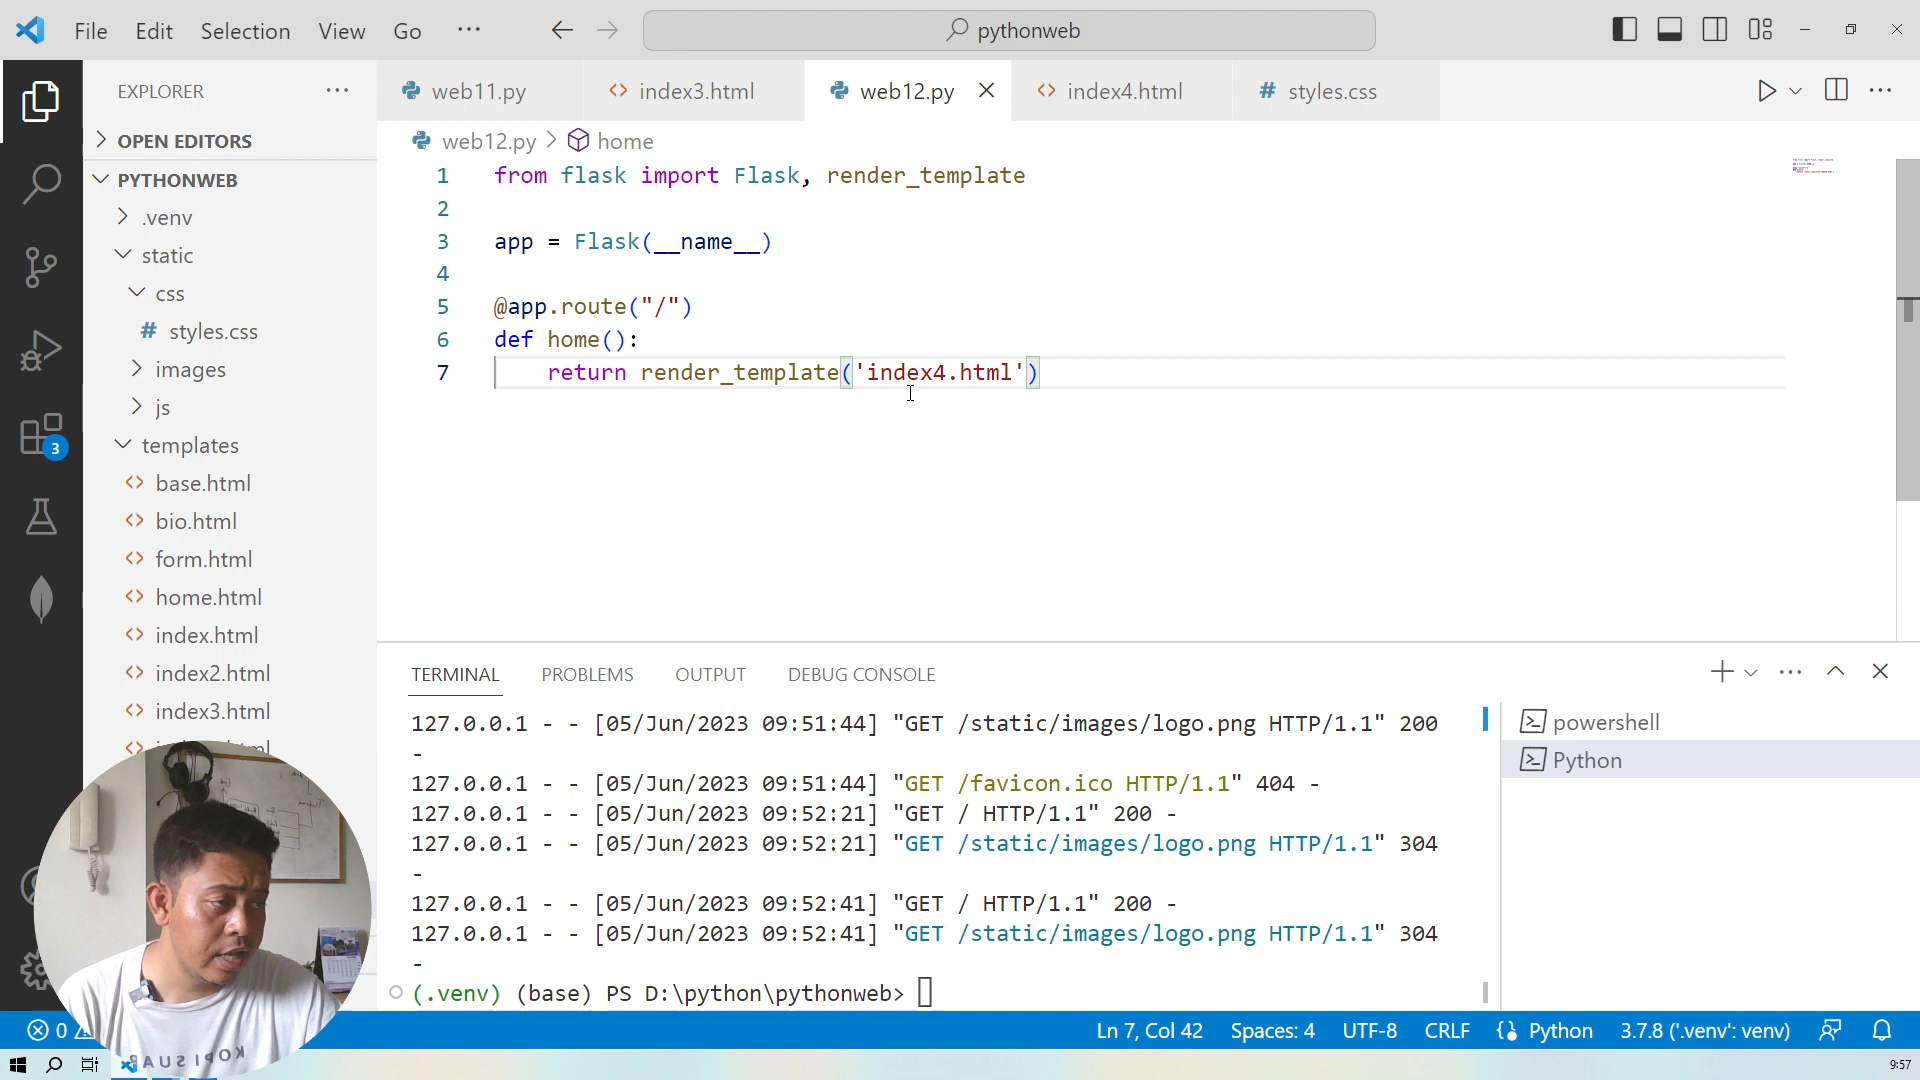 File Edit Selection View Go ··· pythonweb
EXPLORER ···
OPEN EDITORS
PYTHONWEB
.venv
static
css
# styles.css
images
js
templates
<> base.html
<> bio.html
<> form.html
<> home.html
<> index.html
<> index2.html
<> index3.html
3
web11.py <> index3.html web12.py <> index4.html # styles.css
web12.py > home
1 from flask import Flask, render_template
2
3 app = Flask(__name__)
4
5 @app.route("/")
6 def home():
7 return render_template('index4.html')
TERMINAL PROBLEMS OUTPUT DEBUG CONSOLE
127.0.0.1 - - [05/Jun/2023 09:51:44] "GET /static/images/logo.png HTTP/1.1" 200
-
127.0.0.1 - - [05/Jun/2023 09:51:44] "GET /favicon.ico HTTP/1.1" 404 -
127.0.0.1 - - [05/Jun/2023 09:52:21] "GET / HTTP/1.1" 200 -
127.0.0.1 - - [05/Jun/2023 09:52:21] "GET /static/images/logo.png HTTP/1.1" 304
-
127.0.0.1 - - [05/Jun/2023 09:52:41] "GET / HTTP/1.1" 200 -
127.0.0.1 - - [05/Jun/2023 09:52:41] "GET /static/images/logo.png HTTP/1.1" 304
-
(.venv) (base) PS D:\python\pythonweb>
powershell
Python
0 Ln 7, Col 42 Spaces: 4 UTF-8 CRLF Python 3.7.8 ('.venv': venv)
KOPI SUAP
9:57